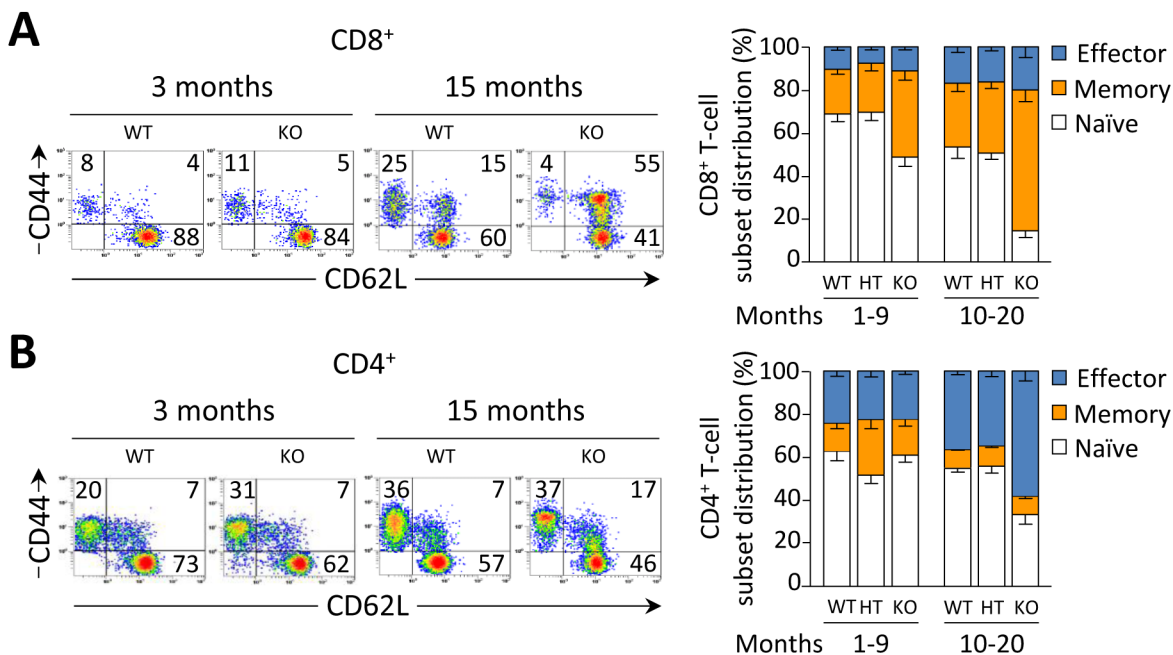 A
CD8+
3 months
15 months
WT
KO
WT
KO
8
4
88
11
5
84
25
15
60
4
55
41
CD44
CD62L
CD8+ T-cell
subset distribution (%)
100
80
60
40
20
0
WT HT KO
WT HT KO
Months
1-9
10-20
Effector
Memory
Naïve
B
CD4+
3 months
15 months
WT
KO
WT
KO
20
7
73
31
7
62
36
7
57
37
17
46
CD44
CD62L
CD4+ T-cell
subset distribution (%)
100
80
60
40
20
0
WT HT KO
WT HT KO
Months
1-9
10-20
Effector
Memory
Naïve